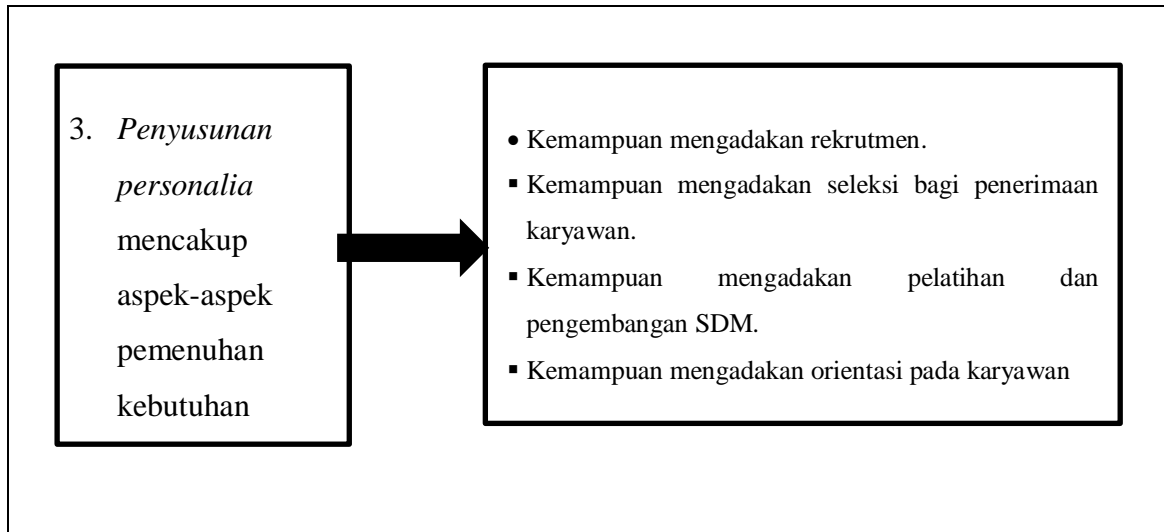 3. Penyusunan
personalia
mencakup
aspek-aspek
pemenuhan
kebutuhan
• Kemampuan mengadakan rekrutmen.
▪ Kemampuan mengadakan seleksi bagi penerimaan
karyawan.
▪ Kemampuan mengadakan pelatihan dan
pengembangan SDM.
▪ Kemampuan mengadakan orientasi pada karyawan